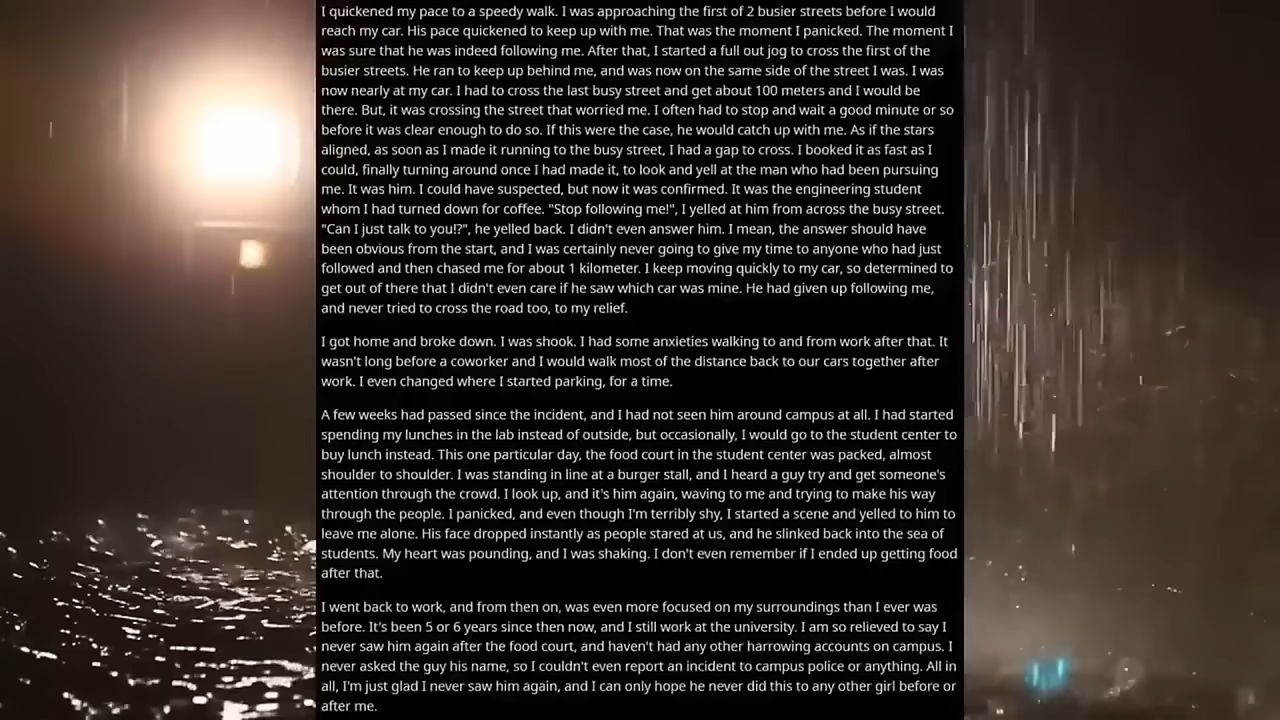 I quickened my pace to a speedy walk. I was approaching the first of 2 busier streets before I would
reach my car. His pace quickened to keep up with me. That was the moment I panicked. The moment I
was sure that he was indeed following me. After that, I started a full out jog to cross the first of the
busier streets. He ran to keep up behind me, and was now on the same side of the street I was. I was
now nearly at my car. I had to cross the last busy street and get about 100 meters and I would be
there. But, it was crossing the street that worried me. I often had to stop and wait a good minute or so
before it was clear enough to do so. If this were the case, he would catch up with me. As if the stars
aligned, as soon as I made it running to the busy street, I had a gap to cross. I booked it as fast as I
could, finally turning around once I had made it, to look and yell at the man who had been pursuing
me. It was him. I could have suspected, but now it was confirmed. It was the engineering student
whom I had turned down for coffee. "Stop following me!", I yelled at him from across the busy street.
"Can I just talk to you!?", he yelled back. I didn't even answer him. I mean, the answer should have
been obvious from the start, and I was certainly never going to give my time to anyone who had just
followed and then chased me for about 1 kilometer. I keep moving quickly to my car, so determined to
get out of there that I didn't even care if he saw which car was mine. He had given up following me,
and never tried to cross the road too, to my relief.
I got home and broke down. I was shook. I had some anxieties walking to and from work after that. It
wasn't long before a coworker and I would walk most of the distance back to our cars together after
work. I even changed where I started parking, for a time.
A few weeks had passed since the incident, and I had not seen him around campus at all. I had started
spending my lunches in the lab instead of outside, but occasionally, I would go to the student center to
buy lunch instead. This one particular day, the food court in the student center was packed, almost
shoulder to shoulder. I was standing in line at a burger stall, and I heard a guy try and get someone's
attention through the crowd. I look up, and it's him again, waving to me and trying to make his way
through the people. I panicked, and even though I'm terribly shy, I started a scene and yelled to him to
leave me alone. His face dropped instantly as people stared at us, and he slinked back into the sea of
students. My heart was pounding, and I was shaking. I don't even remember if I ended up getting food
after that.
I went back to work, and from then on, was even more focused on my surroundings than I ever was
before. It's been 5 or 6 years since then now, and I still work at the university. I am so relieved to say I
never saw him again after the food court, and haven't had any other harrowing accounts on campus. I
never asked the guy his name, so I couldn't even report an incident to campus police or anything. All in
all, I'm just glad I never saw him again, and I can only hope he never did this to any other girl before or
after me.